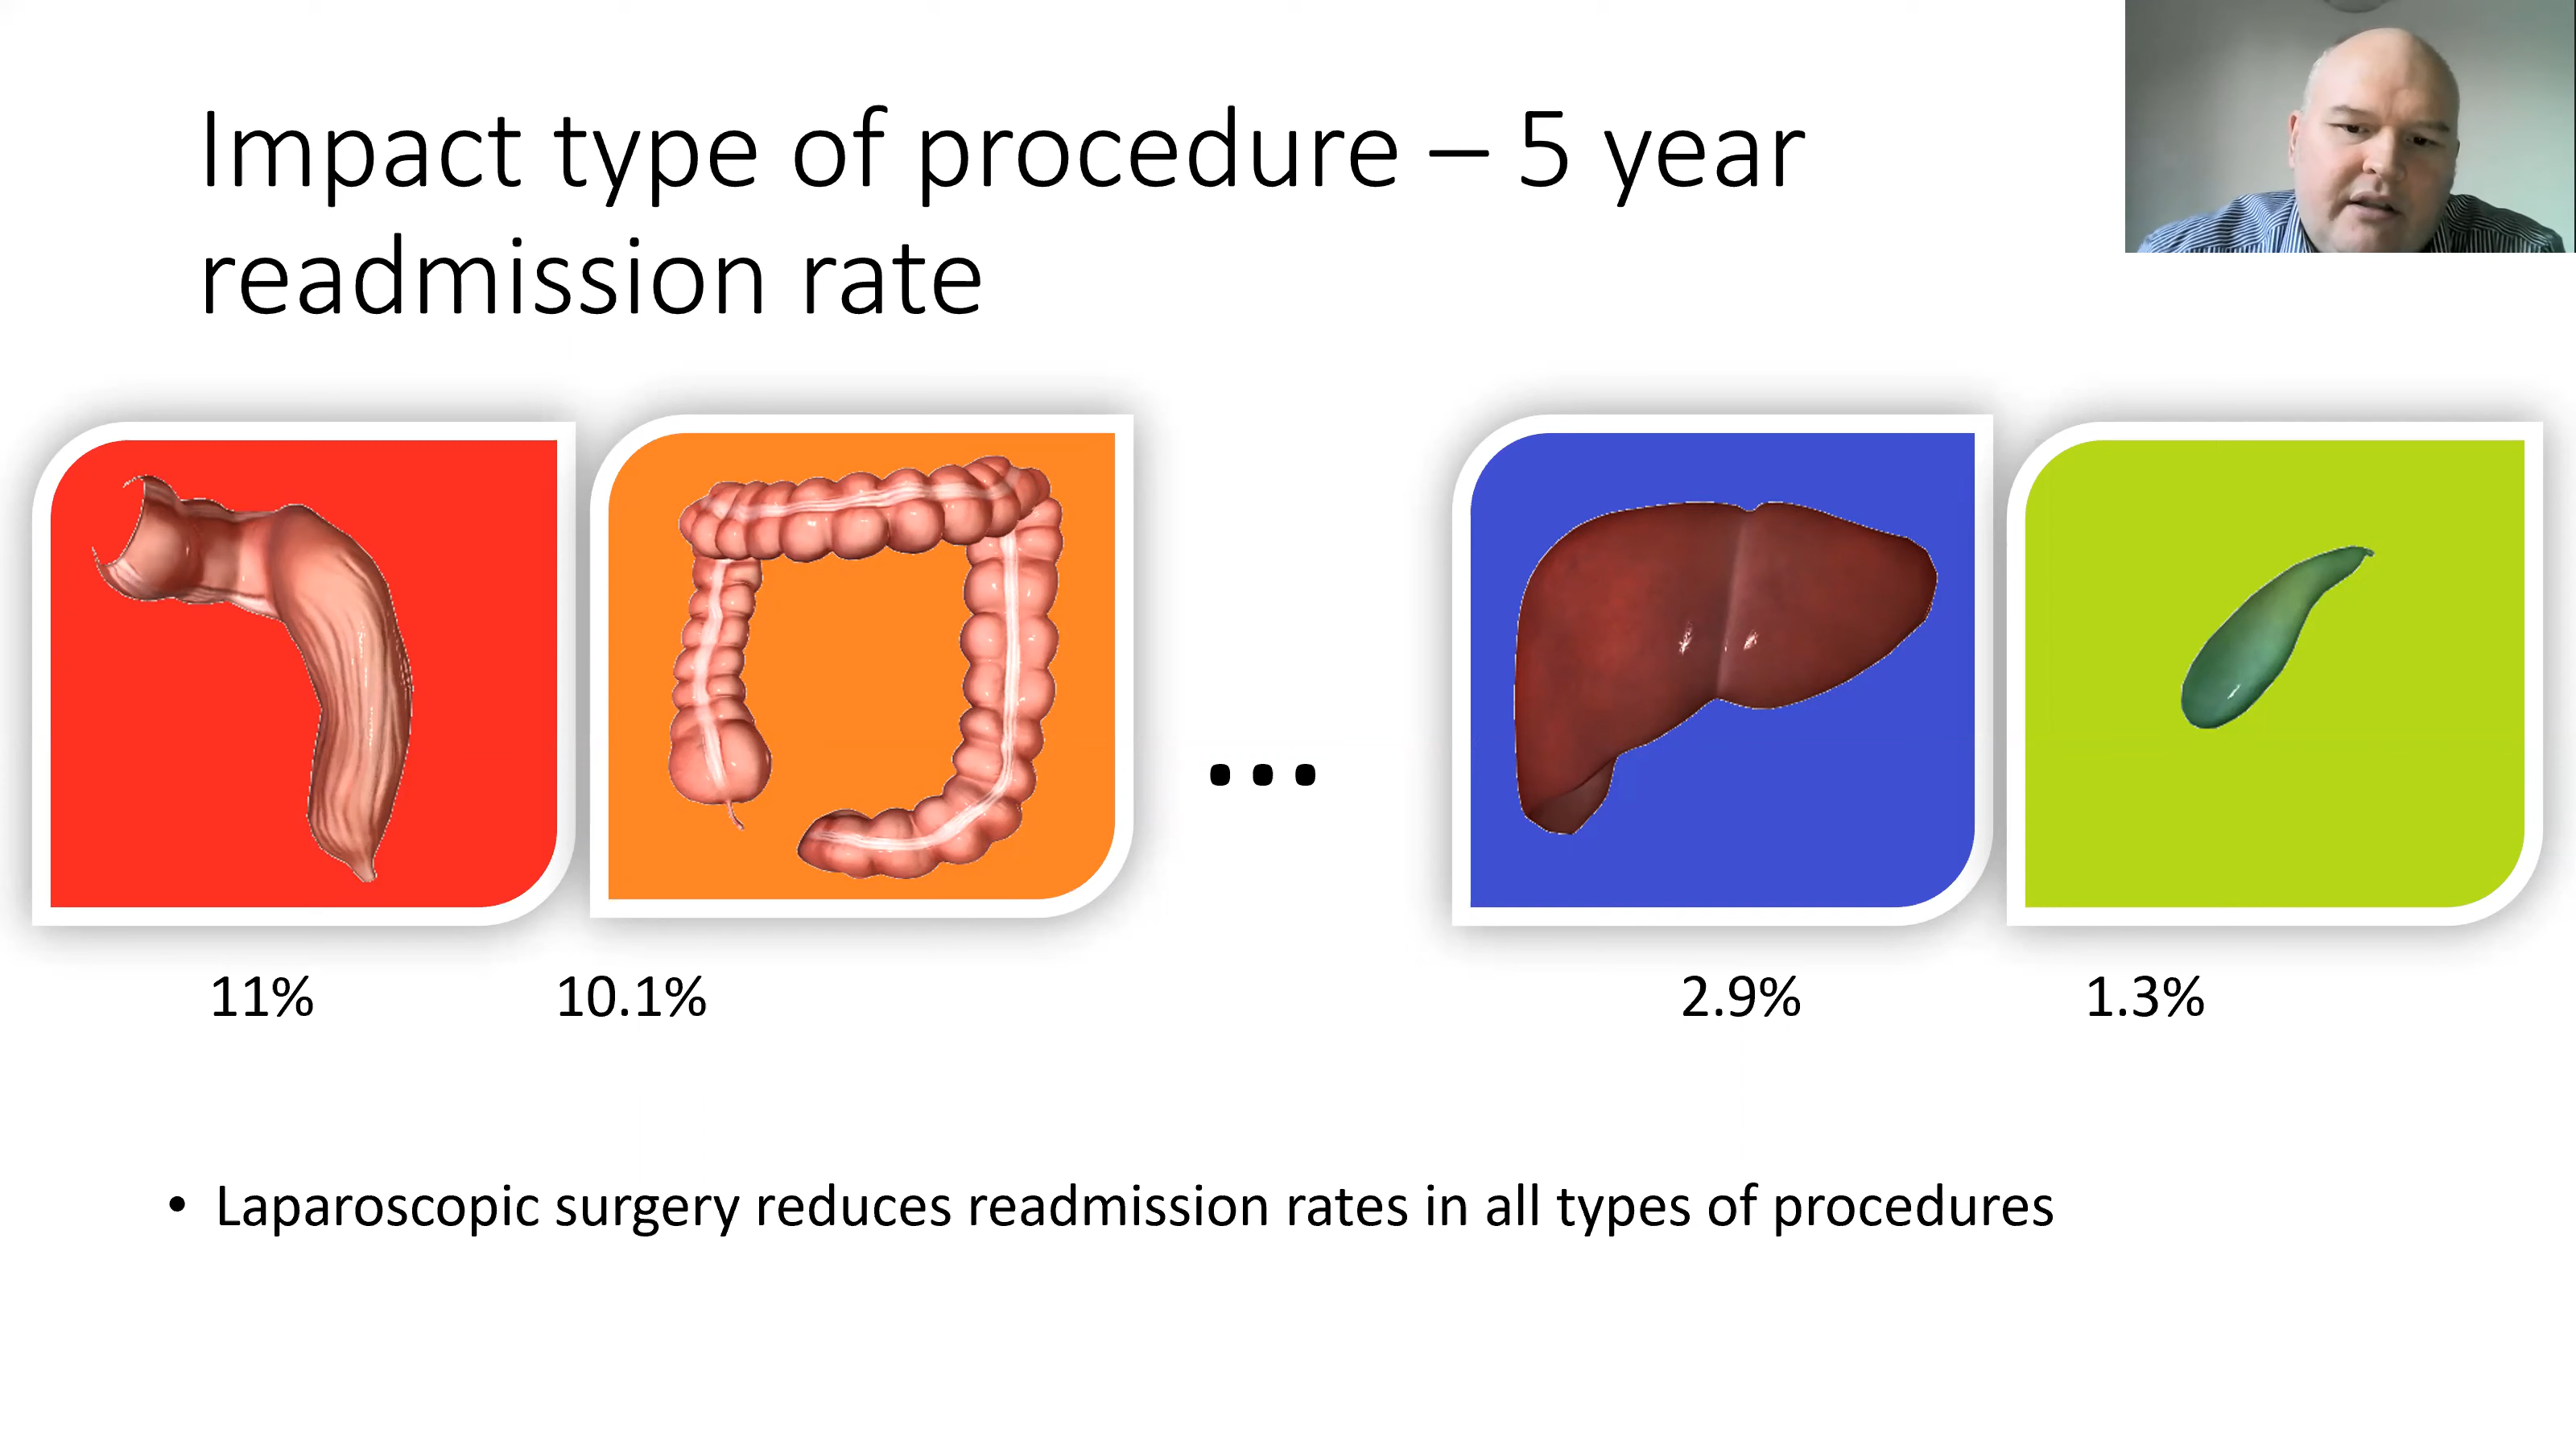 Impact type of procedure – 5 year
readmission rate
...
11% 10.1% 2.9% 1.3%
• Laparoscopic surgery reduces readmission rates in all types of procedures